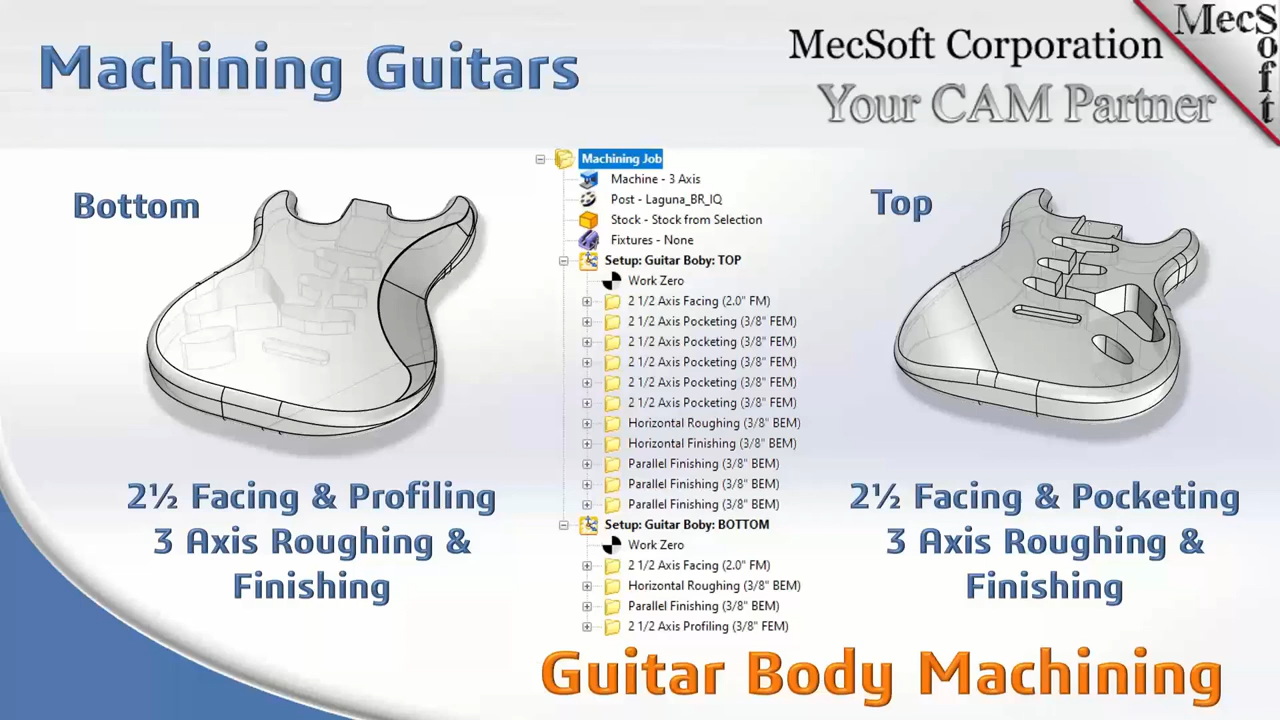 Machining Guitars
MecSoft Corporation
Your CAM Partner
MecSoft
Bottom
2½ Facing & Profiling
3 Axis Roughing &
Finishing
Machining Job
Machine - 3 Axis
Post - Laguna_BR_IQ
Stock - Stock from Selection
Fixtures - None
Setup: Guitar Boby: TOP
Work Zero
2 1/2 Axis Facing (2.0" FM)
2 1/2 Axis Pocketing (3/8" FEM)
2 1/2 Axis Pocketing (3/8" FEM)
2 1/2 Axis Pocketing (3/8" FEM)
2 1/2 Axis Pocketing (3/8" FEM)
2 1/2 Axis Pocketing (3/8" FEM)
Horizontal Roughing (3/8" BEM)
Horizontal Finishing (3/8" BEM)
Parallel Finishing (3/8" BEM)
Parallel Finishing (3/8" BEM)
Parallel Finishing (3/8" BEM)
Setup: Guitar Boby: BOTTOM
Work Zero
2 1/2 Axis Facing (2.0" FM)
Horizontal Roughing (3/8" BEM)
Parallel Finishing (3/8" BEM)
2 1/2 Axis Profiling (3/8" FEM)
Top
2½ Facing & Pocketing
3 Axis Roughing &
Finishing
Guitar Body Machining